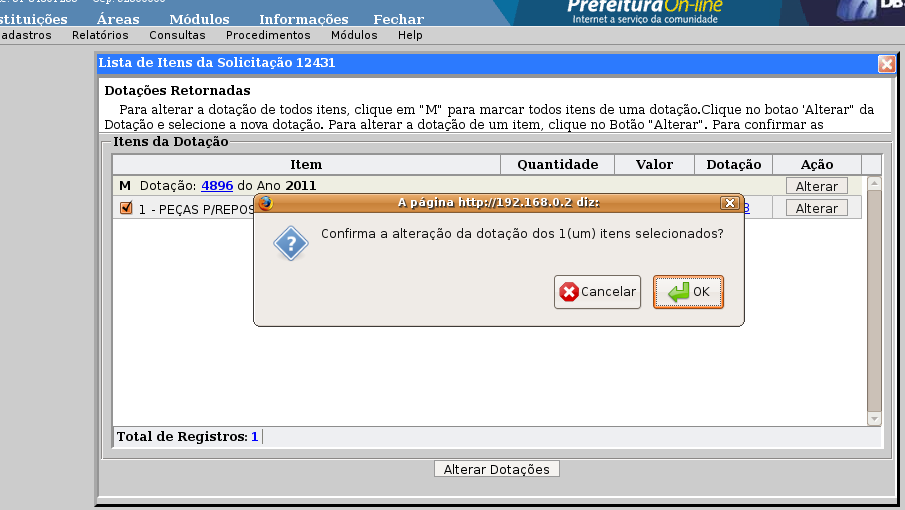 stituições Áreas Módulos Informações Fechar
Prefeitura On-line
Internet a serviço da comunidade
DB
adastros Relatórios Consultas Procedimentos Módulos Help
Lista de Itens da Solicitação 12431
Dotações Retornadas
Para alterar a dotação de todos itens, clique em "M" para marcar todos itens de uma dotação.Clique no botao 'Alterar" da
Dotação e selecione a nova dotação. Para alterar a dotação de um item, clique no Botão "Alterar". Para confirmar as
Itens da Dotação
Item Quantidade Valor Dotação Ação
M Dotação: 4896 do Ano 2011 Alterar
1 - PEÇAS P/REPOS 3 Alterar
A página http://192.168.0.2 diz:
Confirma a alteração da dotação dos 1(um) itens selecionados?
Cancelar OK
Total de Registros: 1
Alterar Dotações